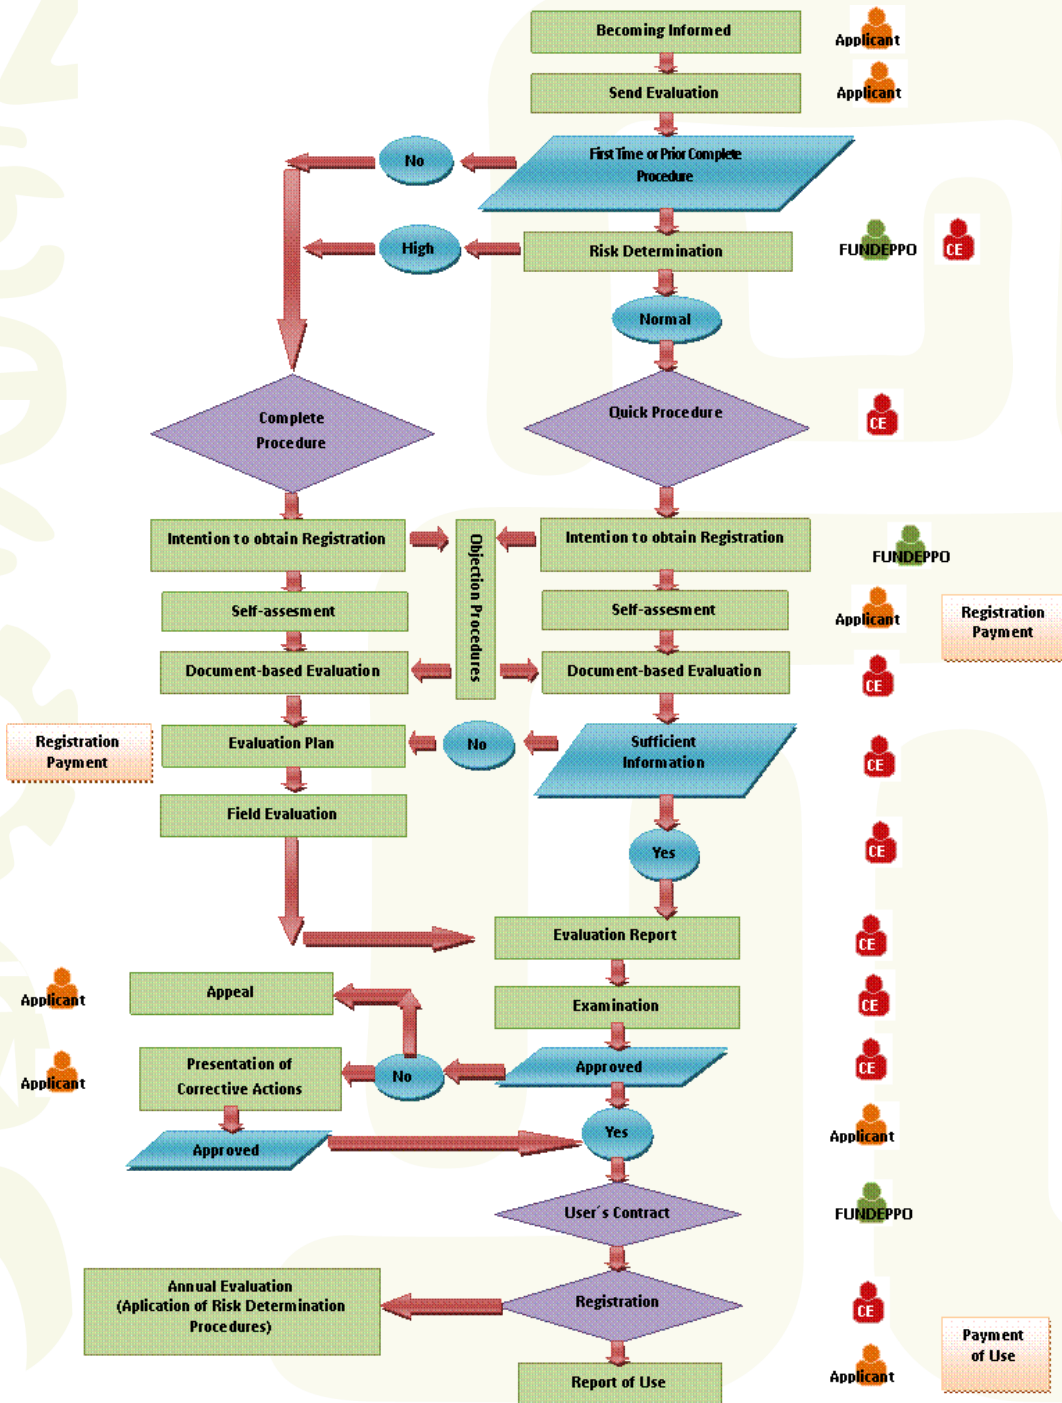 Becoming Informed
Applicant
Send Evaluation
Applicant
First Time or Prior Complete
Procedure
No
High
Risk Determination
FUNDEPPO
CE
Normal
Complete
Procedure
Quick Procedure
CE
Intention to obtain Registration
Objection Procedures
Intention to obtain Registration
FUNDEPPO
Self-assesment
Self-assesment
Applicant
Registration
Payment
Document-based Evaluation
Document-based Evaluation
CE
Registration
Payment
Evaluation Plan
No
Sufficient
Information
CE
Field Evaluation
Yes
CE
Evaluation Report
CE
Applicant
Appeal
Examination
CE
Applicant
Presentation of
Corrective Actions
No
Approved
CE
Approved
Yes
Applicant
User´s Contract
FUNDEPPO
Annual Evaluation
(Aplication of Risk Determination
Procedures)
Registration
CE
Payment
of Use
Report of Use
Applicant